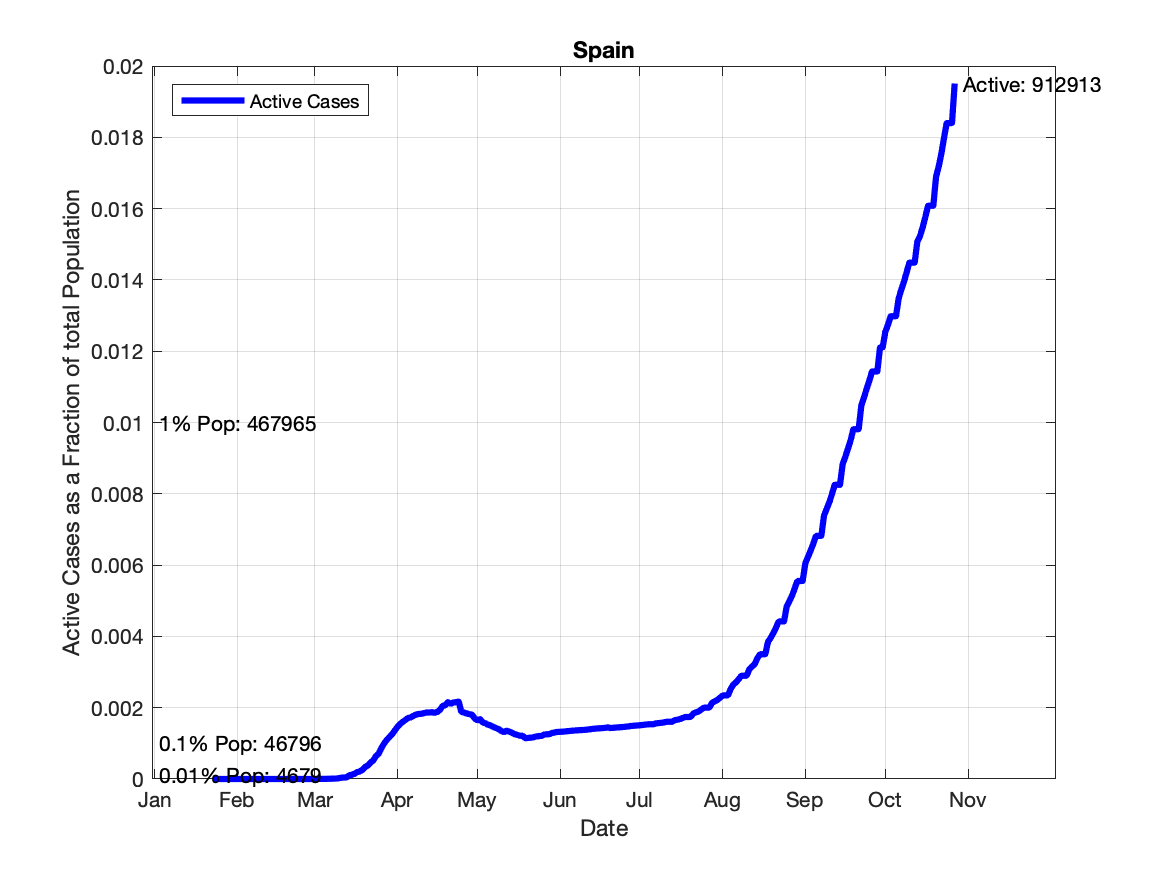 Spain
Active Cases
Active: 912913
0.02
0.018
0.016
0.014
0.012
0.01
0.008
0.006
0.004
0.002
0
1% Pop: 467965
0.1% Pop: 46796
0.01% Pop: 4679
Active Cases as a Fraction of total Population
Jan Feb Mar Apr May Jun Jul Aug Sep Oct Nov
Date